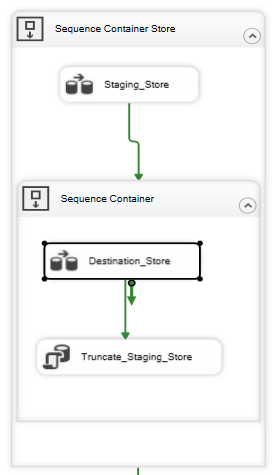 Sequence Container Store
Staging_Store
Sequence Container
Destination_Store
Truncate_Staging_Store